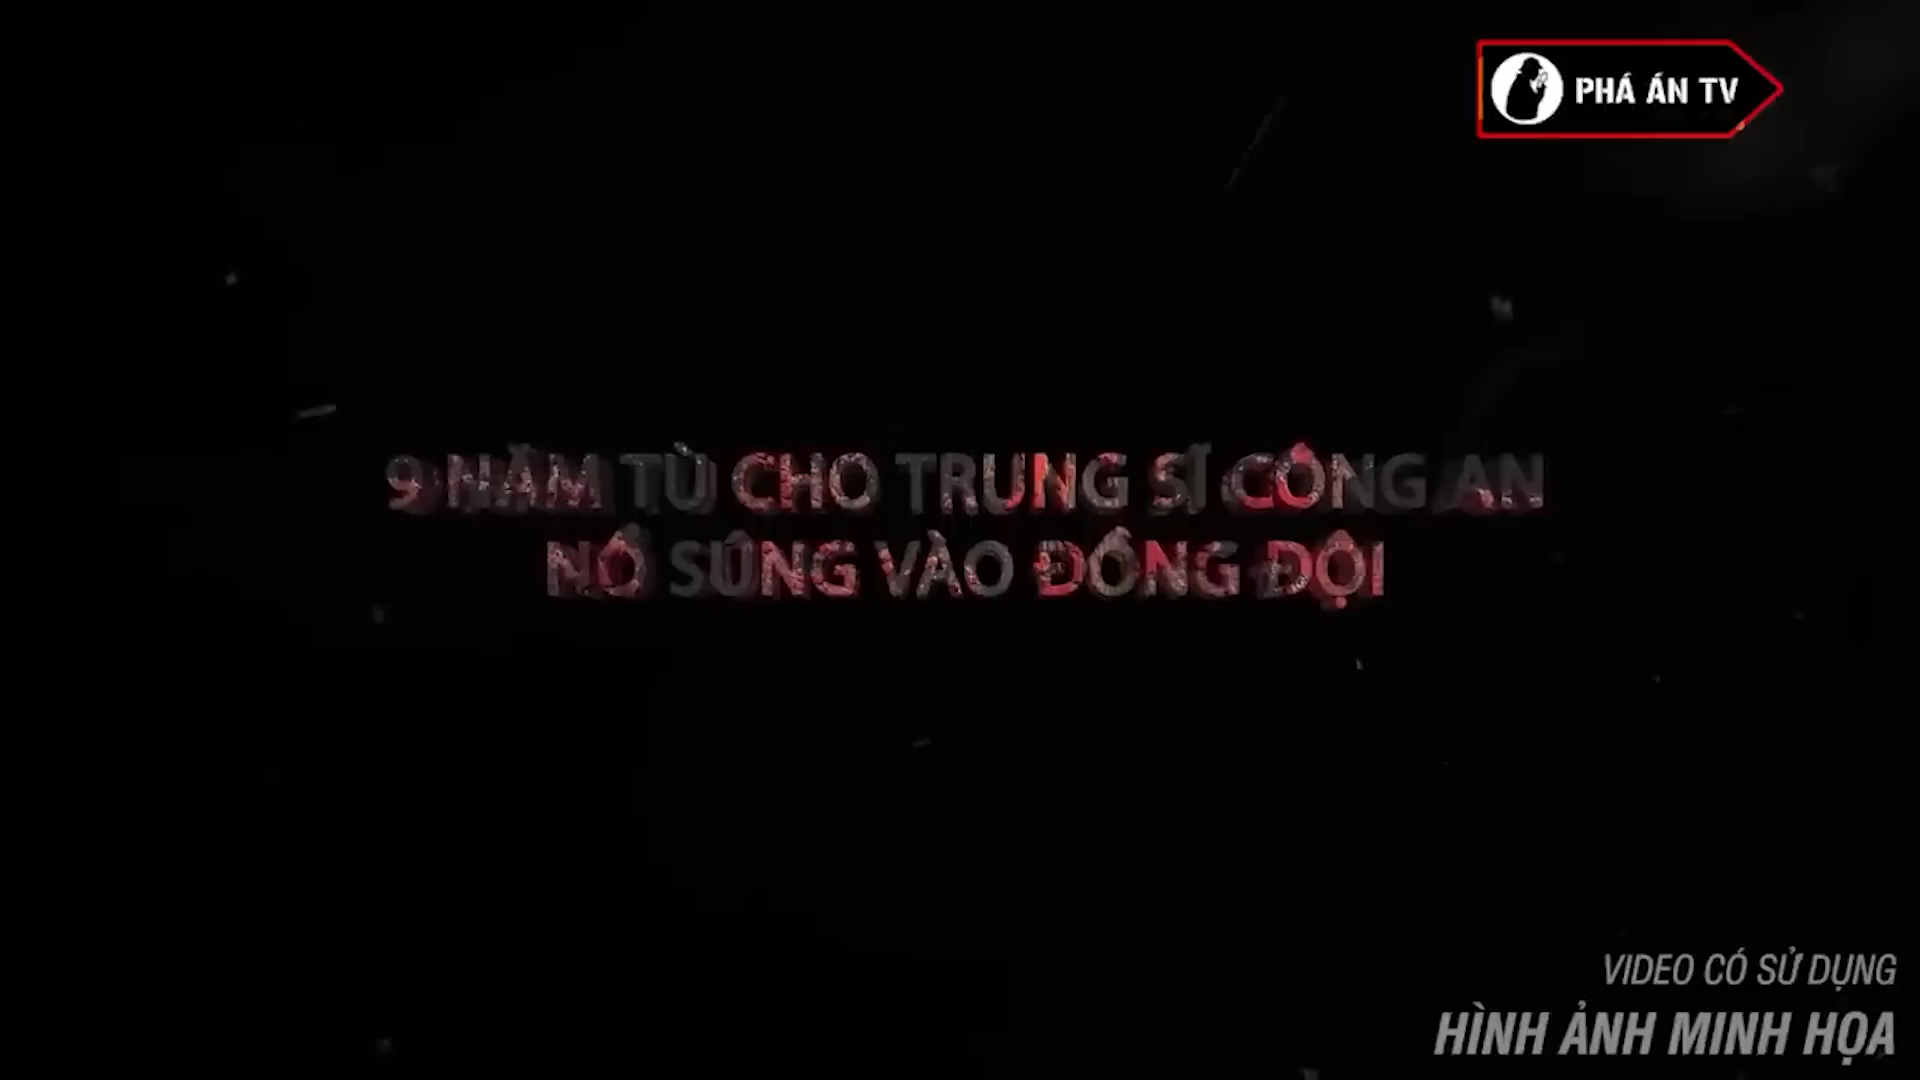 PHÁ ÁN TV
9 NĂM TÙ CHO TRUNG SĨ CÔNG AN
NỔ SÚNG VÀO ĐỒNG ĐỘI
VIDEO CÓ SỬ DỤNG
HÌNH ẢNH MINH HỌA